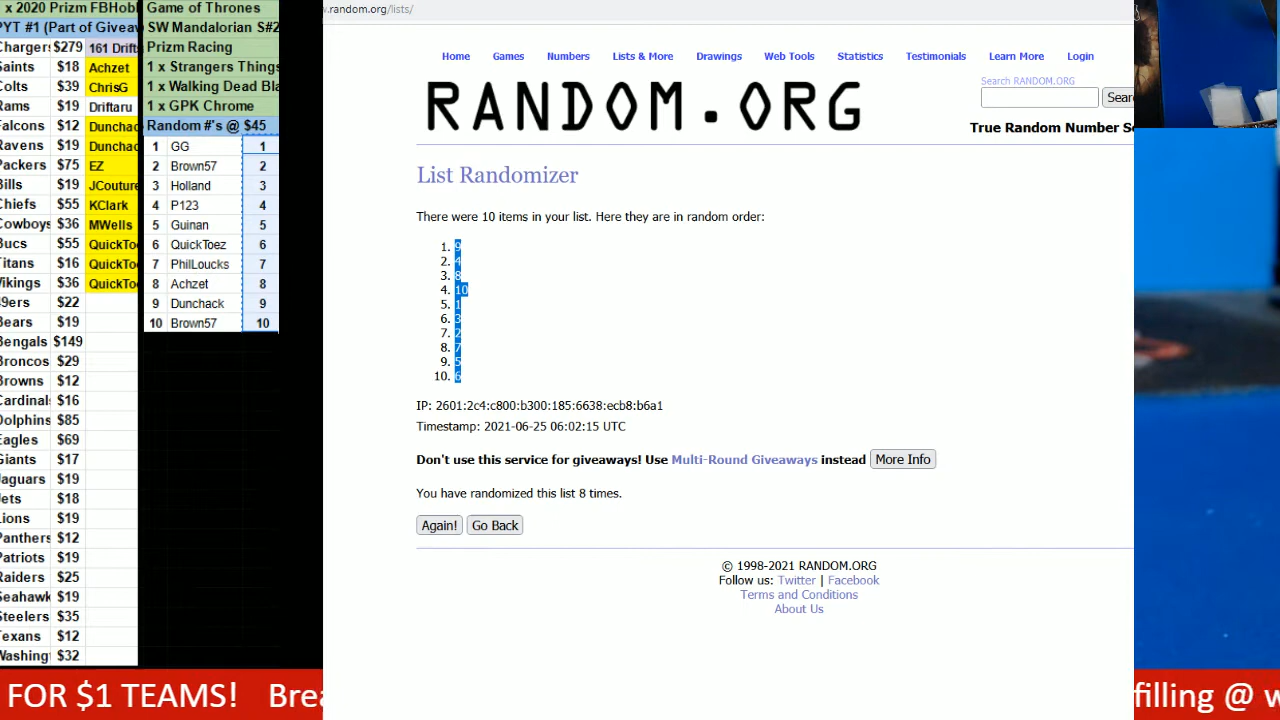 x 2020 Prizm FBHobb
PYT #1 (Part of Giveaw
Chargers $279 161 Drifts
Saints $18 Achzet
Colts $39 ChrisG
Rams $19 Driftaru
Falcons $12 Dunchac
Ravens $19 Dunchac
Packers $75 EZ
Bills $19 JCouture
Chiefs $55 KClark
Cowboys $36 MWells
Bucs $55 QuickToe
Titans $16 QuickToe
Vikings $36 QuickToe
49ers $22
Bears $19
Bengals $149
Broncos $29
Browns $12
Cardinals $16
Dolphins $85
Eagles $69
Giants $17
Jaguars $19
Jets $18
Lions $19
Panthers $12
Patriots $19
Raiders $25
Seahawk $19
Steelers $35
Texans $12
Washingt $32
Game of Thrones
SW Mandalorian S#2
Prizm Racing
1 x Strangers Things
1 x Walking Dead Bla
1 x GPK Chrome
Random #'s @ $45
1 GG 1
2 Brown57 2
3 Holland 3
4 P123 4
5 Guinan 5
6 QuickToez 6
7 PhilLoucks 7
8 Achzet 8
9 Dunchack 9
10 Brown57 10
.random.org/lists/
Home Games Numbers Lists & More Drawings Web Tools Statistics Testimonials Learn More Login
RANDOM.ORG
Search RANDOM.ORG
Searc
True Random Number Se
List Randomizer
There were 10 items in your list. Here they are in random order:
1. 9
2. 4
3. 8
4. 10
5. 1
6. 3
7. 2
8. 7
9. 5
10. 6
IP: 2601:2c4:c800:b300:185:6638:ecb8:b6a1
Timestamp: 2021-06-25 06:02:15 UTC
Don't use this service for giveaways! Use Multi-Round Giveaways instead More Info
You have randomized this list 8 times.
Again! Go Back
© 1998-2021 RANDOM.ORG
Follow us: Twitter | Facebook
Terms and Conditions
About Us
FOR $1 TEAMS! Brea
filling @ w